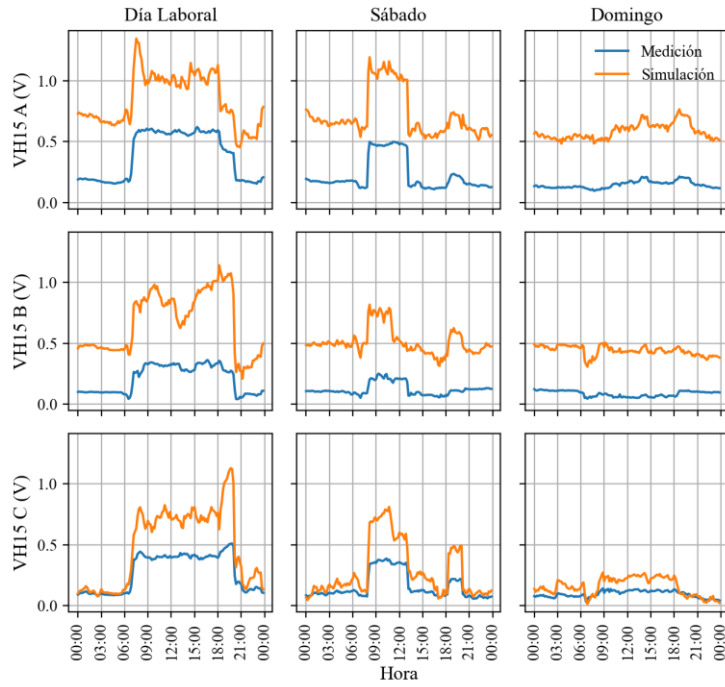 Día Laboral Sábado Domingo
VH15 A (V) 1.0 0.5 0.0
Medición
Simulación
VH15 B (V) 1.0 0.5 0.0
VH15 C (V) 1.0 0.5 0.0
00:00 03:00 06:00 09:00 12:00 15:00 18:00 21:00 00:00 00:00 03:00 06:00 09:00 12:00 15:00 18:00 21:00 00:00 00:00 03:00 06:00 09:00 12:00 15:00 18:00 21:00 00:00
Hora